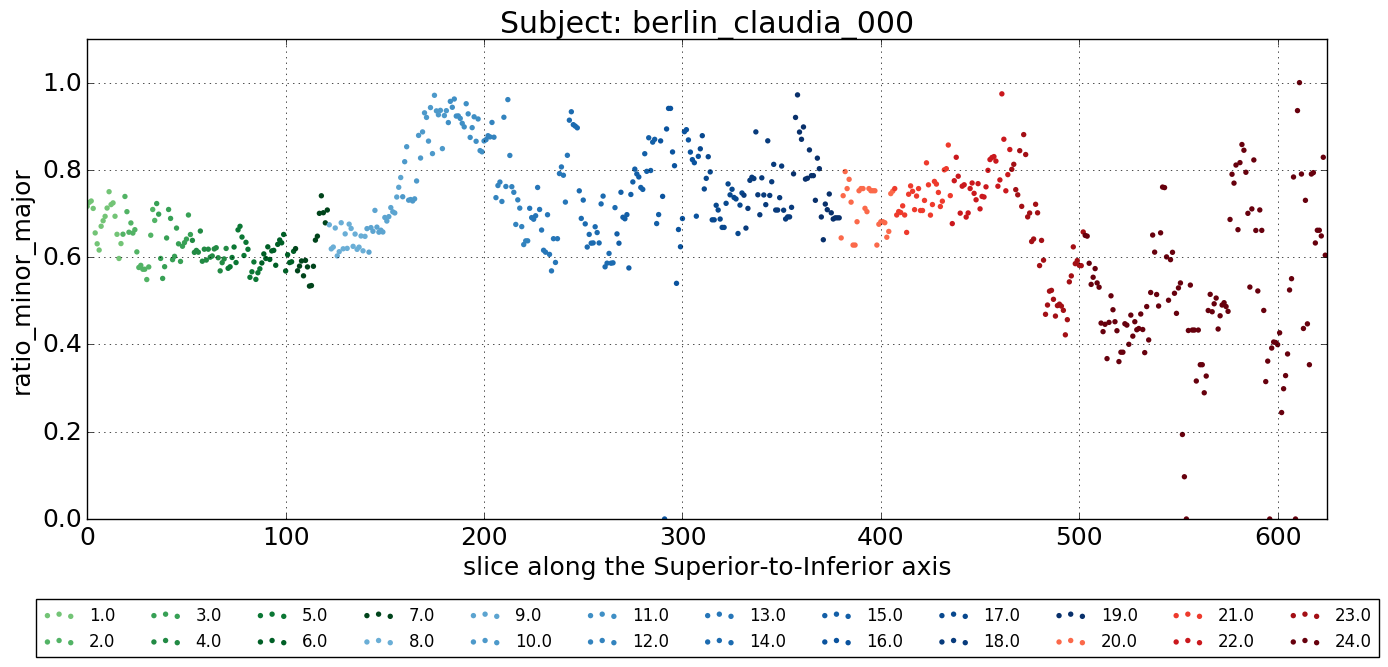 Subject: berlin_claudia_000
1.0
0.8
0.6
0.4
0.2
0.0
ratio_minor_major
0 100 200 300 400 500 600
slice along the Superior-to-Inferior axis
1.0 3.0 5.0 7.0 9.0 11.0 13.0 15.0 17.0 19.0 21.0 23.0
2.0 4.0 6.0 8.0 10.0 12.0 14.0 16.0 18.0 20.0 22.0 24.0